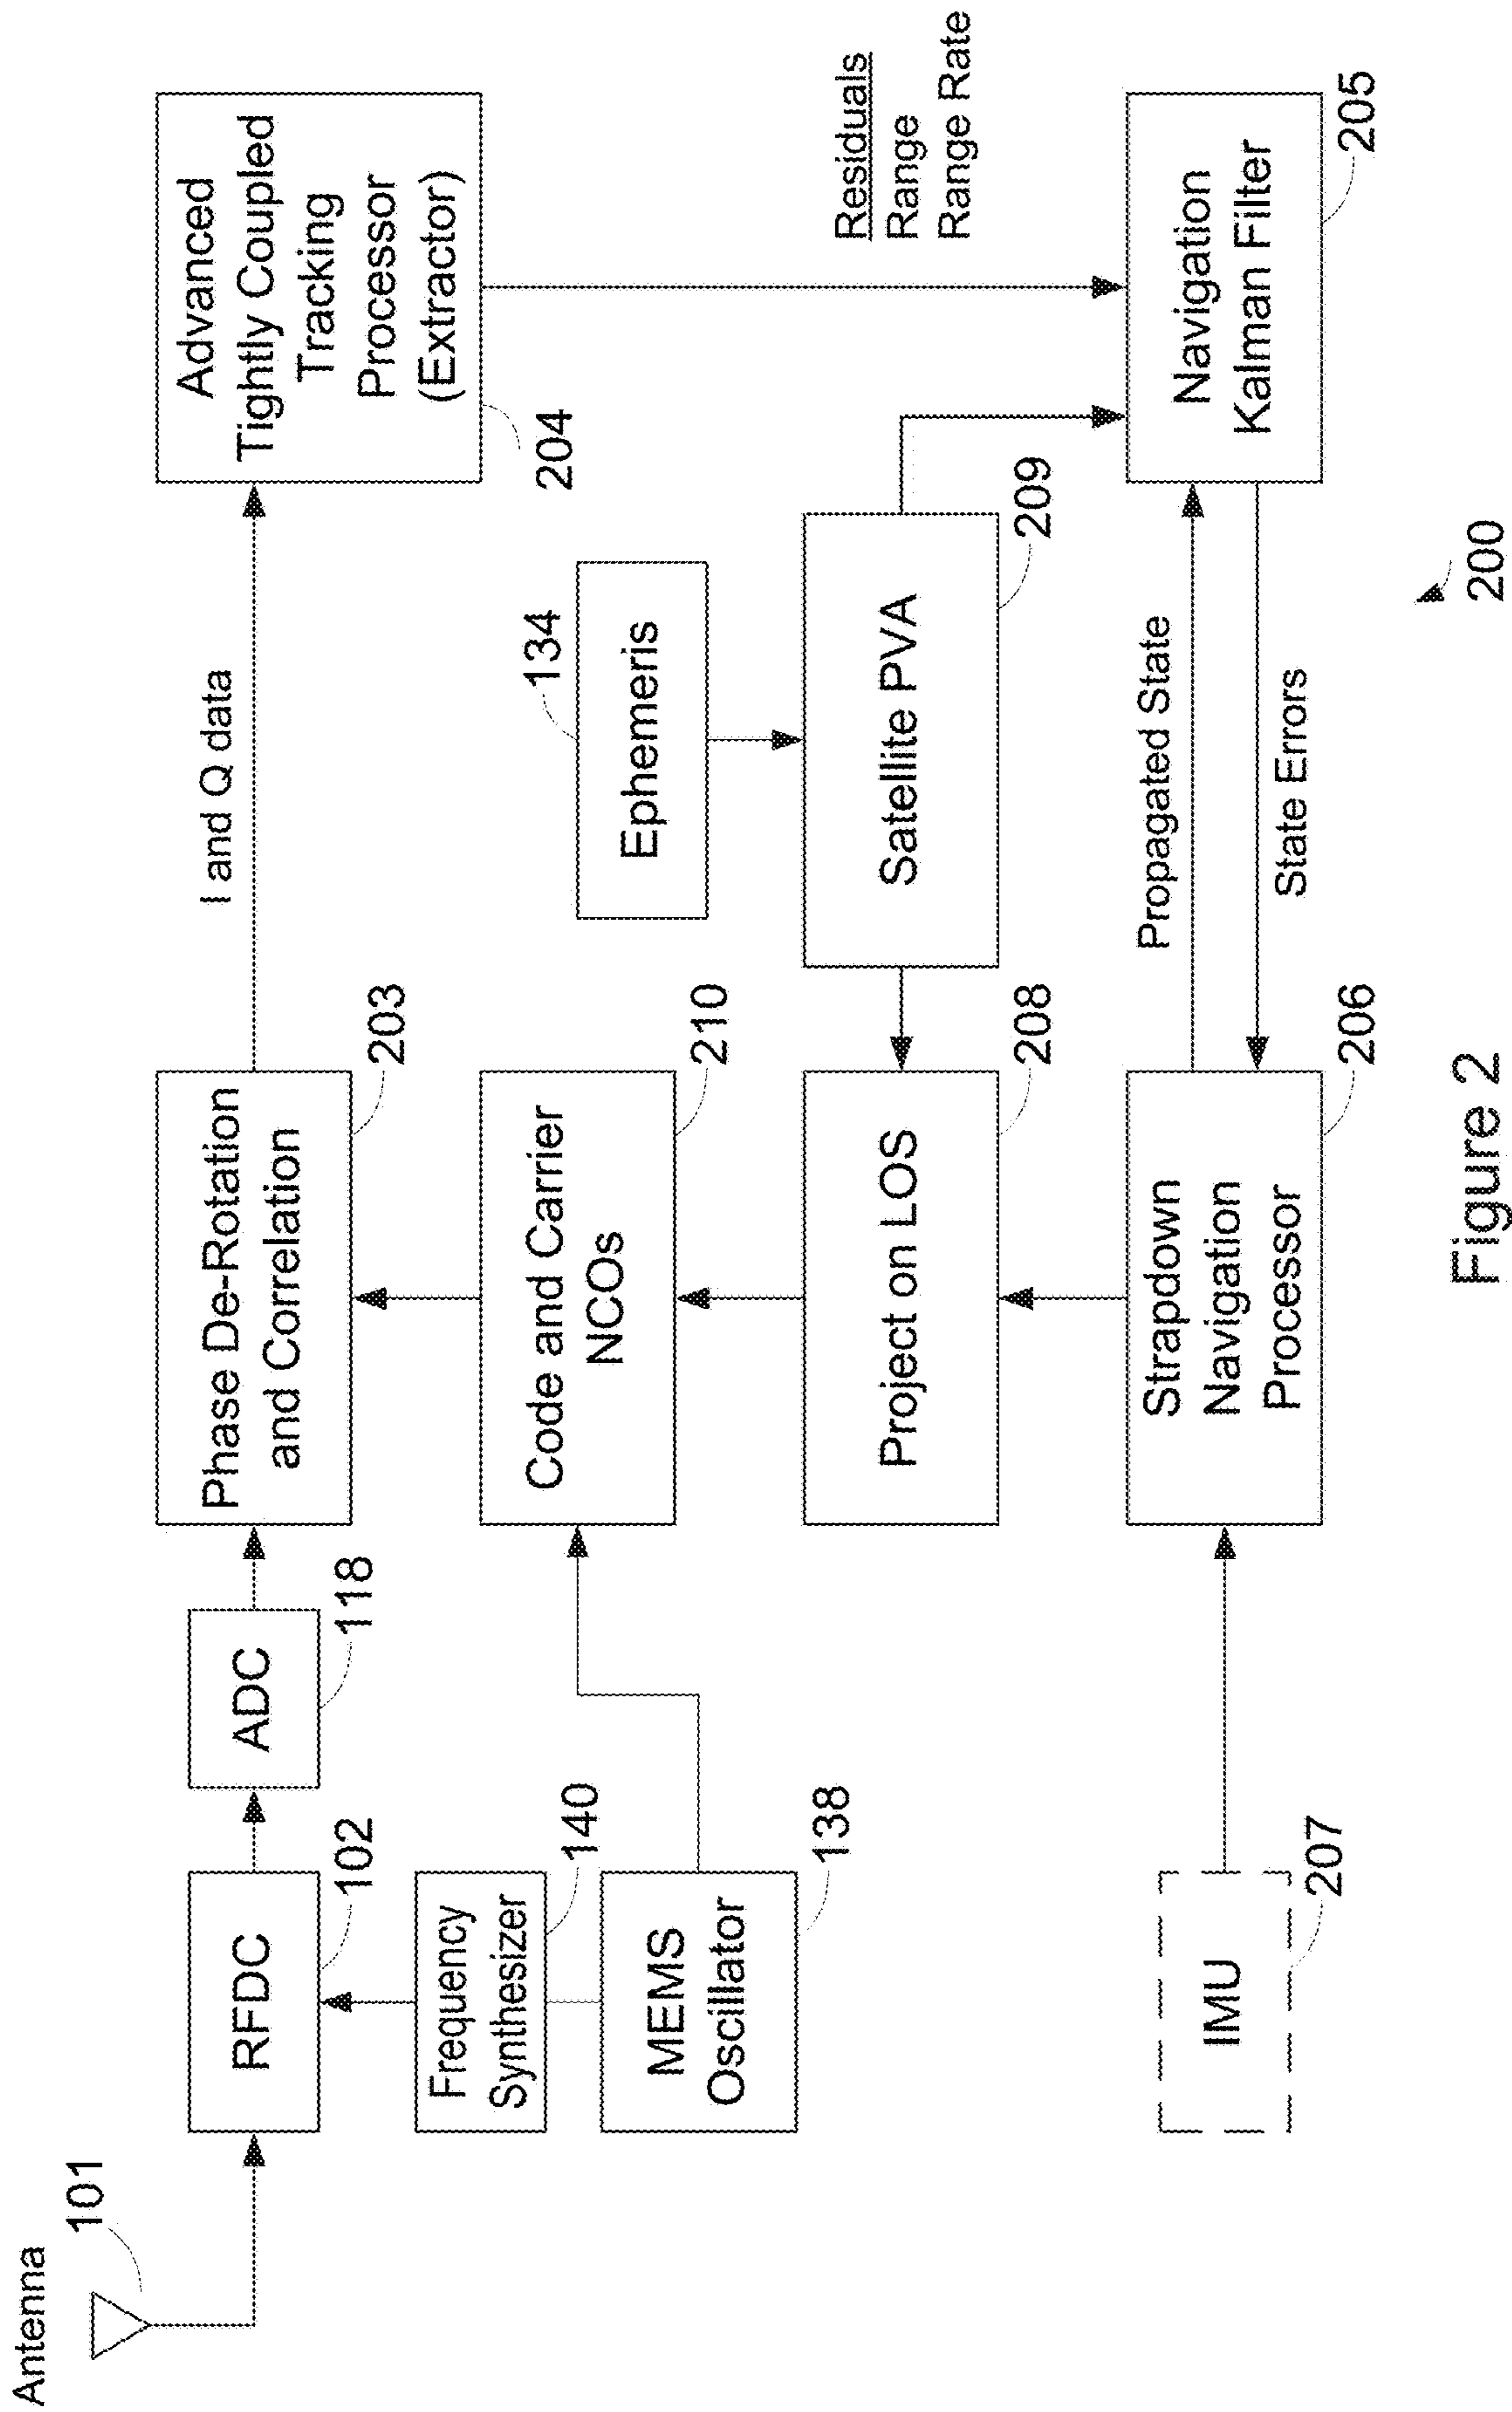 Antenna
101
RFDC
102
ADC
118
Phase De-Rotation
and Correlation
203
I and Q data
Advanced
Tightly Coupled
Tracking
Processor
(Extractor)
204
Frequency
Synthesizer
140
MEMS
Oscillator
138
Code and Carrier
NCOs
210
Ephemeris
134
Project on LOS
208
Satellite PVA
209
Residuals
Range
Range Rate
IMU
207
Strapdown
Navigation
Processor
206
Propagated State
State Errors
Navigation
Kalman Filter
205
200
Figure 2